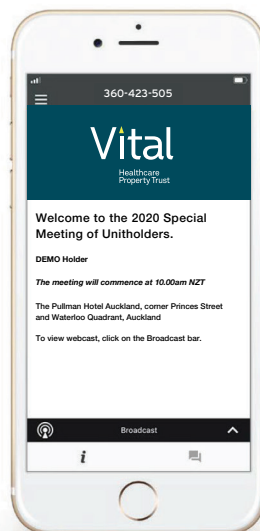 360-423-505
Vital
Healthcare
Property Trust
Welcome to the 2020 Special
Meeting of Unitholders.
DEMO Holder
The meeting will commence at 10.00am NZT
The Pullman Hotel Auckland, corner Princes Street
and Waterloo Quadrant, Auckland
To view webcast, click on the Broadcast bar.
Broadcast
i